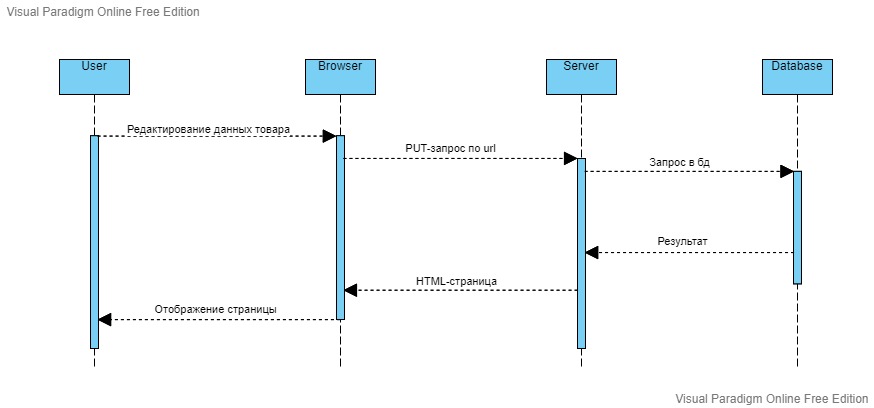 Visual Paradigm Online Free Edition
User
Browser
Server
Database
Редактирование данных товара
PUT-запрос по url
Запрос в бд
Результат
HTML-страница
Отображение страницы
Visual Paradigm Online Free Edition